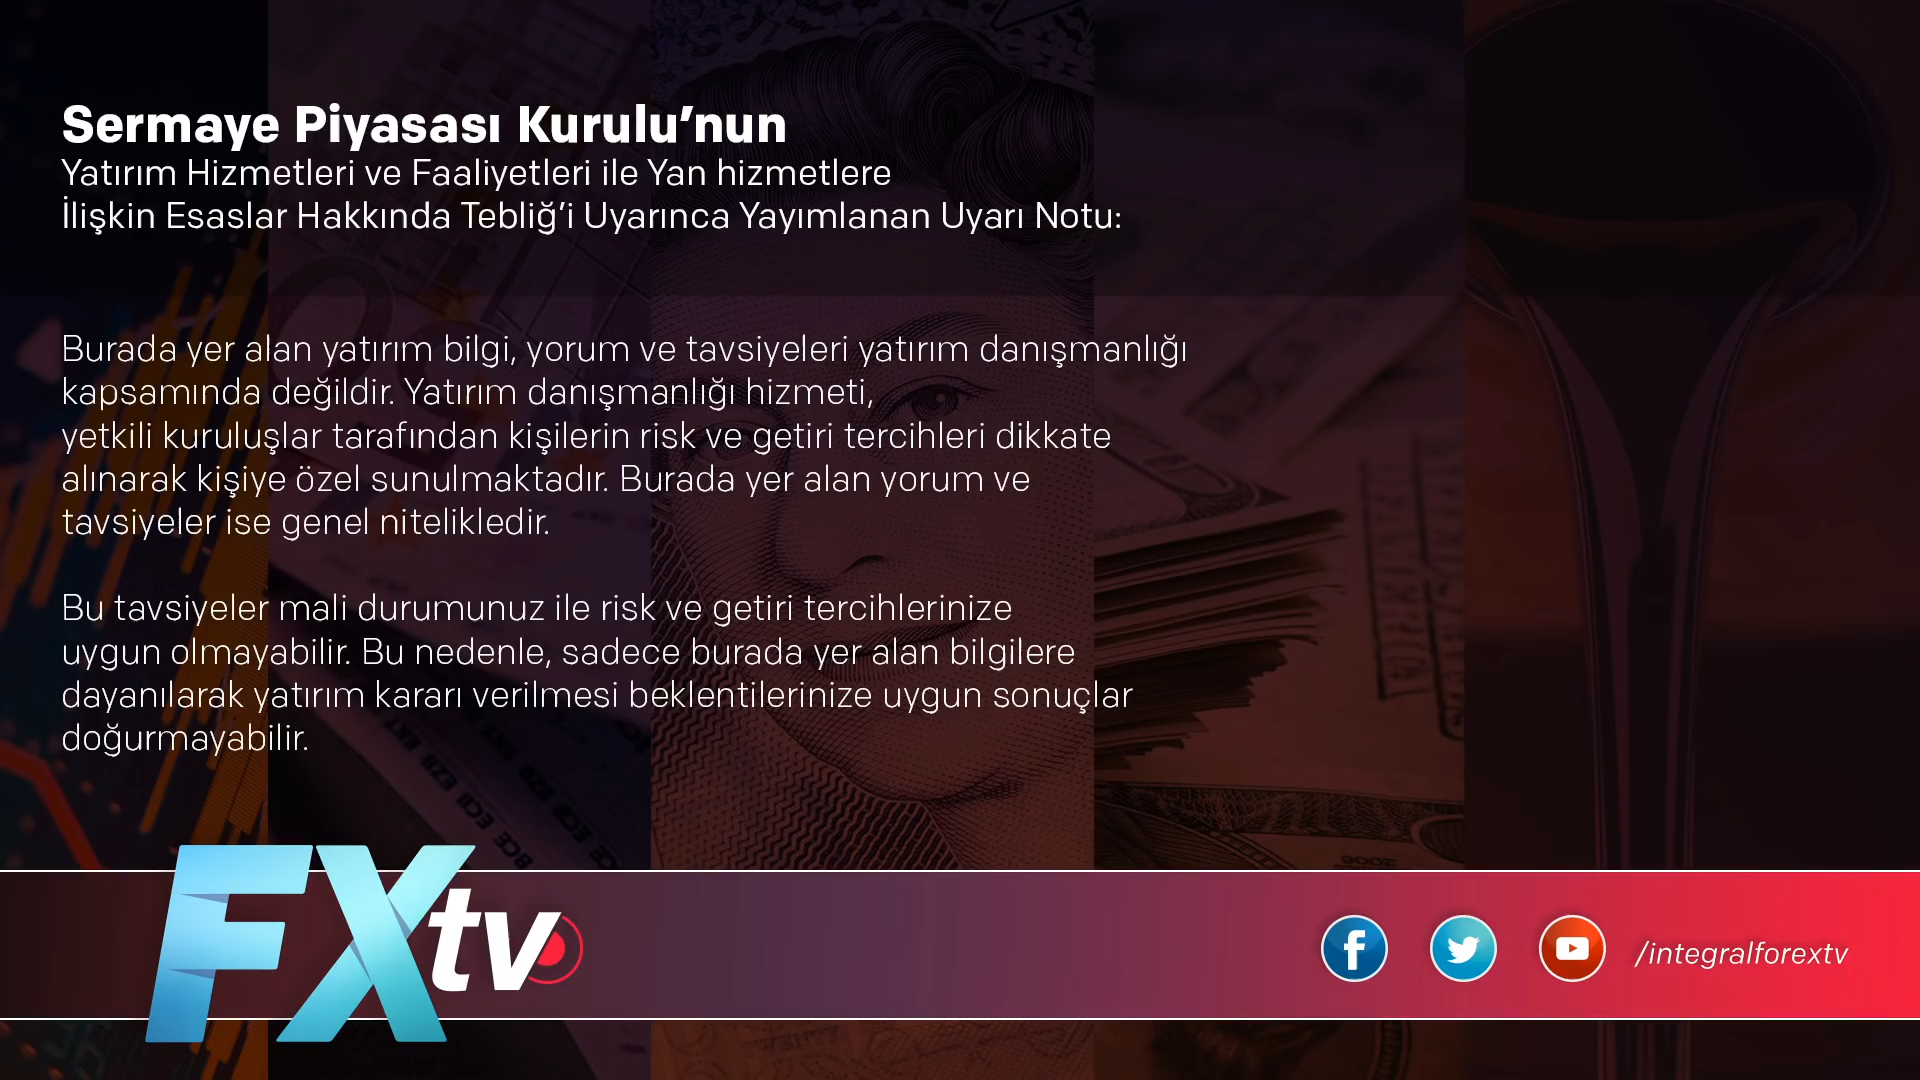 Sermaye Piyasası Kurulu’nun
Yatırım Hizmetleri ve Faaliyetleri ile Yan hizmetlere
İlişkin Esaslar Hakkında Tebliğ’i Uyarınca Yayımlanan Uyarı Notu:
Burada yer alan yatırım bilgi, yorum ve tavsiyeleri yatırım danışmanlığı
kapsamında değildir. Yatırım danışmanlığı hizmeti,
yetkili kuruluşlar tarafından kişilerin risk ve getiri tercihleri dikkate
alınarak kişiye özel sunulmaktadır. Burada yer alan yorum ve
tavsiyeler ise genel nitelikledir.
Bu tavsiyeler mali durumunuz ile risk ve getiri tercihlerinize
uygun olmayabilir. Bu nedenle, sadece burada yer alan bilgilere
dayanılarak yatırım kararı verilmesi beklentilerinize uygun sonuçlar
doğurmayabilir.
BCE ECB EZB EKT
FXtv
/integralforextv